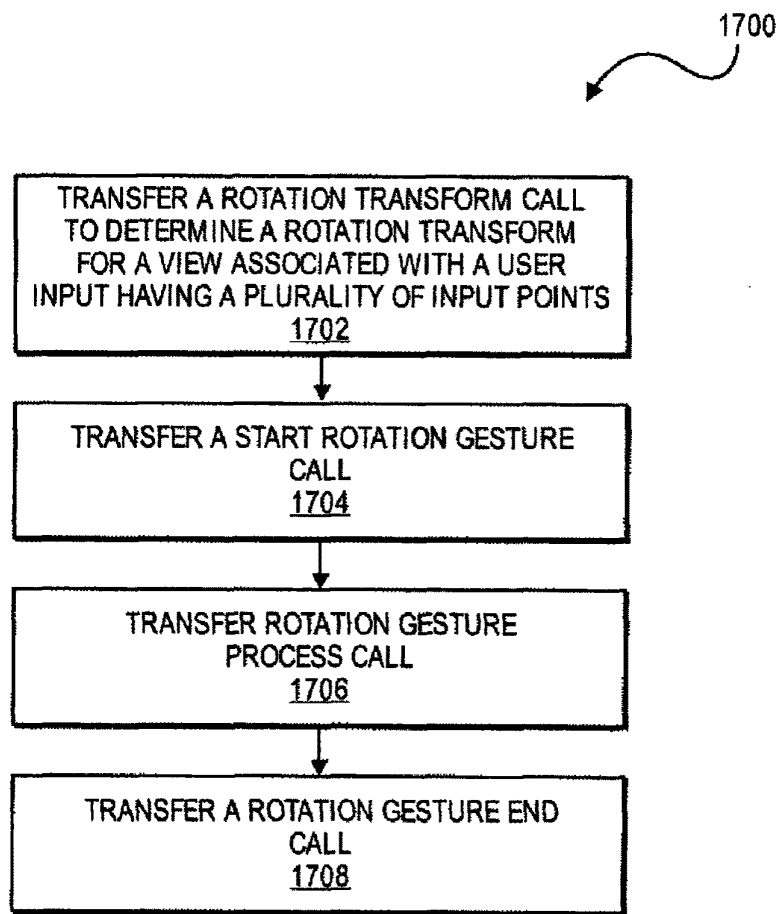 1700
TRANSFER A ROTATION TRANSFORM CALL
TO DETERMINE A ROTATION TRANSFORM
FOR A VIEW ASSOCIATED WITH A USER
INPUT HAVING A PLURALITY OF INPUT POINTS
1702
TRANSFER A START ROTATION GESTURE
CALL
1704
TRANSFER ROTATION GESTURE
PROCESS CALL
1706
TRANSFER A ROTATION GESTURE END
CALL
1708